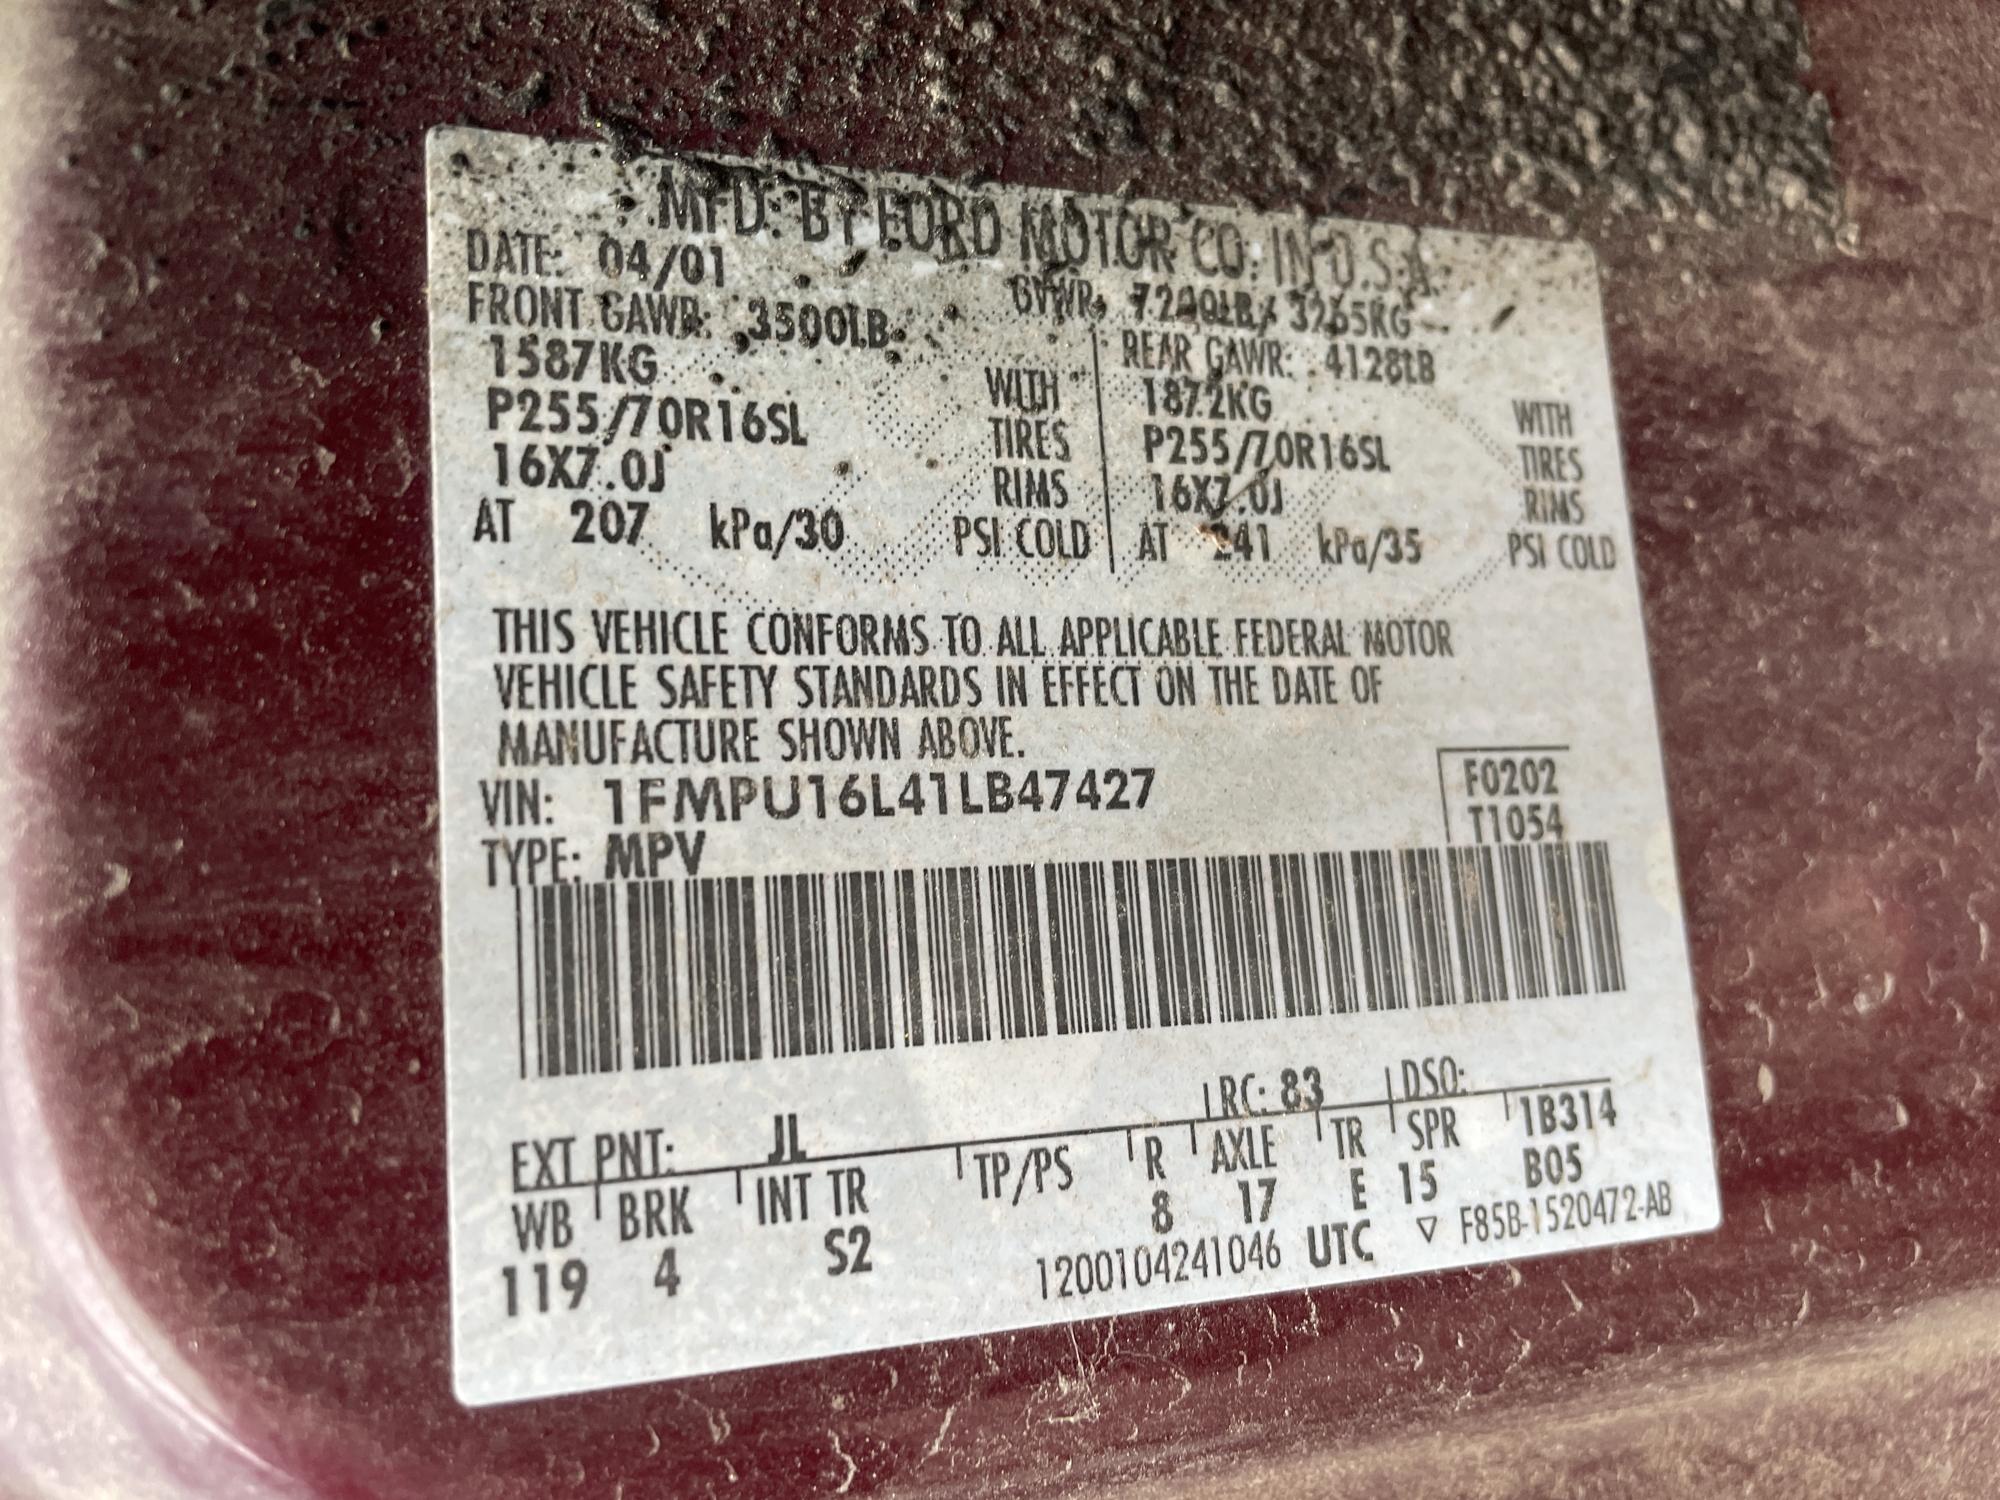 MFD. BY FORD MOTOR CO. IN U.S.A.
DATE: 04/01 GVWR: 7200LB/ 3265KG
FRONT GAWR: 3500LB REAR GAWR: 4128LB
1587KG WITH 1872KG WITH
P255/70R16SL TIRES P255/70R16SL TIRES
16X7.0J RIMS 16X7.0J RIMS
AT 207 kPa/30 PSI COLD AT 241 kPa/35 PSI COLD
THIS VEHICLE CONFORMS TO ALL APPLICABLE FEDERAL MOTOR
VEHICLE SAFETY STANDARDS IN EFFECT ON THE DATE OF
MANUFACTURE SHOWN ABOVE.
VIN: 1FMPU16L41LB47427 F0202
TYPE: MPV T1054
EXT PNT: JL RC: 83 DSO:
WB BRK INT TR TP/PS R AXLE TR SPR 1B314
119 4 S2 8 17 E 15 B05
1200104241046 UTC ▽ F85B-1520472-AB